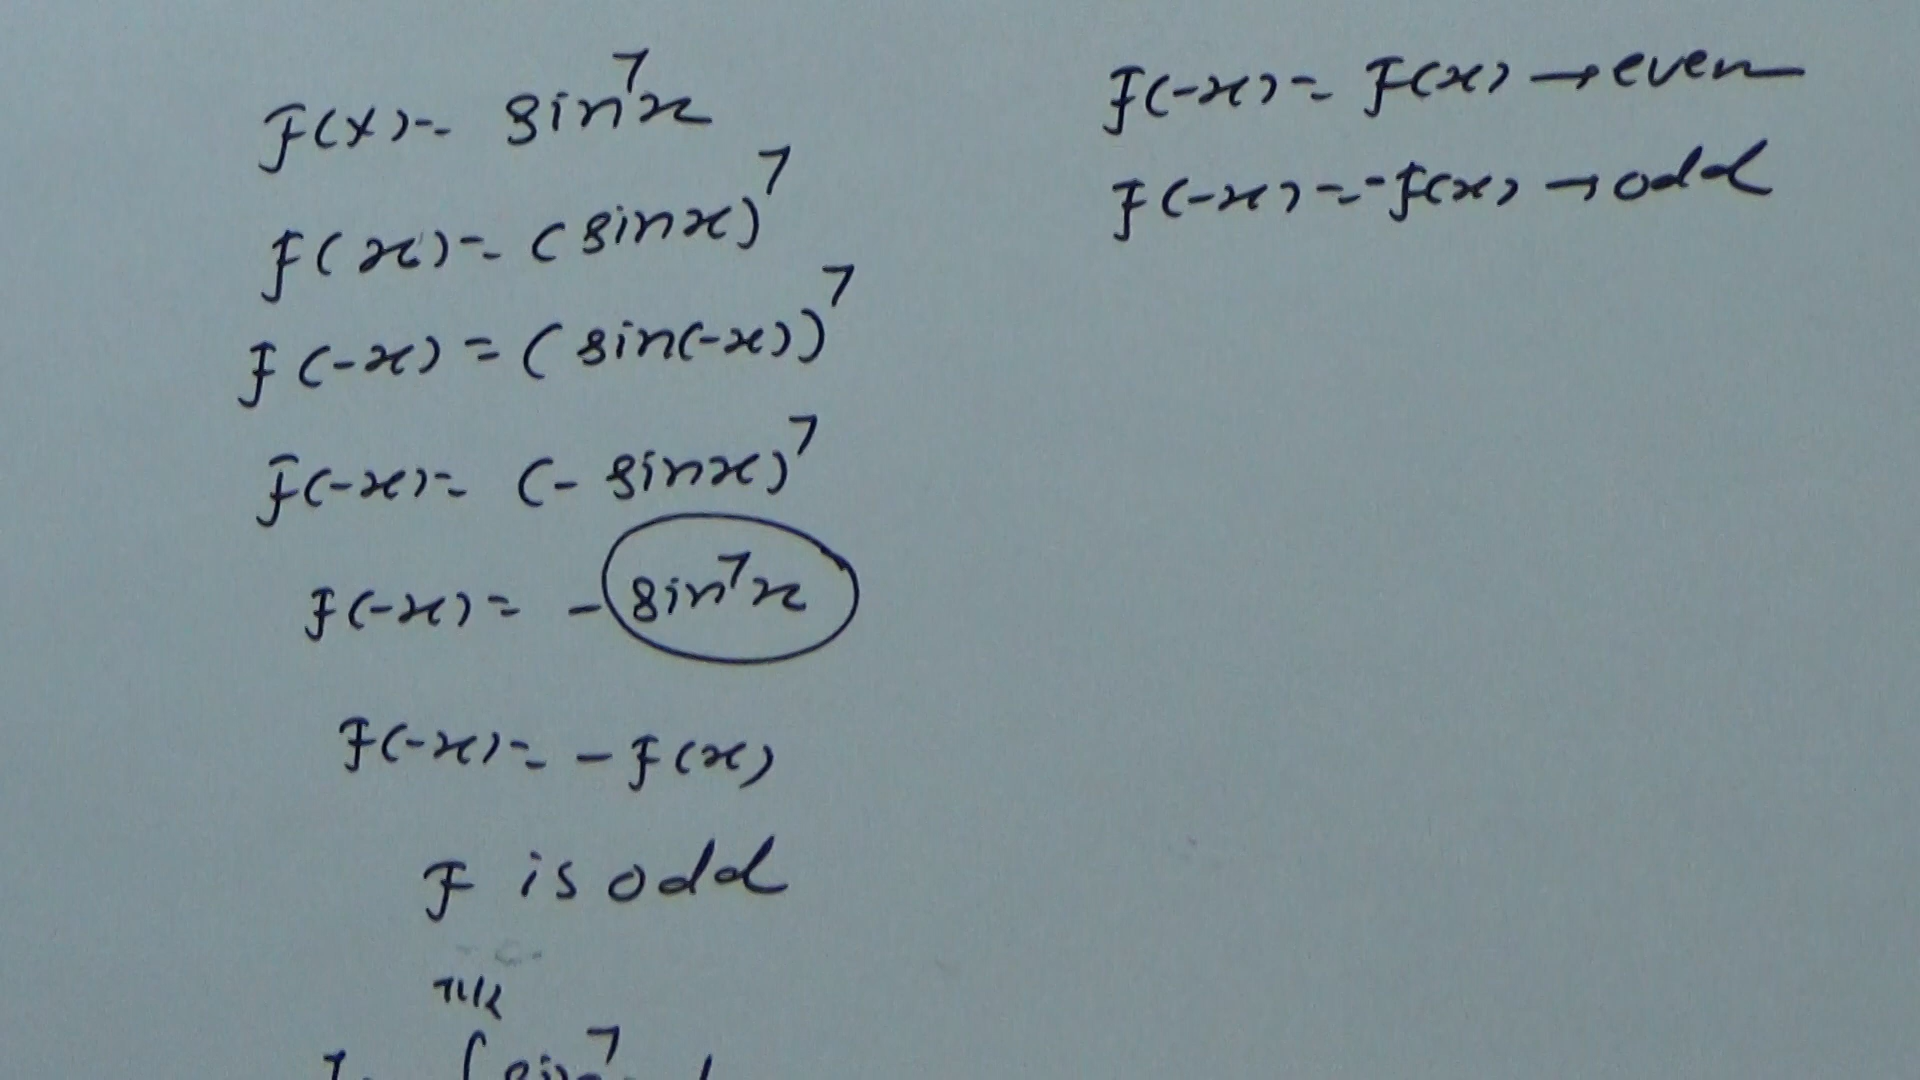 f(x) = sin⁷x
f(x) = (sinx)⁷
f(-x) = (sin(-x))⁷
f(-x) = (- sinx)⁷
f(-x) = - sin⁷x
f(-x) = - f(x)
f is odd
π/2
f(-x) = f(x) → even
f(-x) = -f(x) → odd